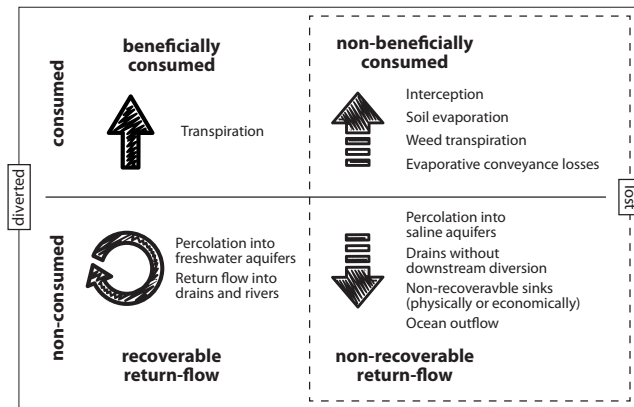 beneficially
consumed
non-beneficially
consumed
consumed
Transpiration
Interception
Soil evaporation
Weed transpiration
Evaporative conveyance losses
diverted
lost
non-consumed
Percolation into
freshwater aquifers
Return flow into
drains and rivers
Percolation into
saline aquifers
Drains without
downstream diversion
Non-recoveravble sinks
(physically or economically)
Ocean outflow
recoverable
return-flow
non-recoverable
return-flow